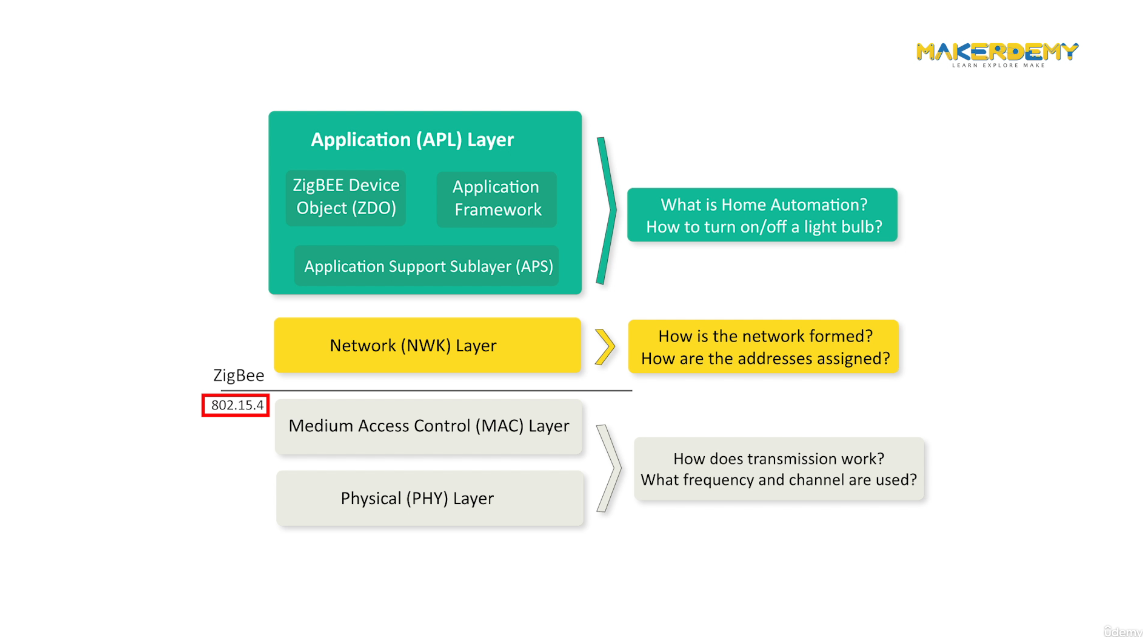 MAKERDEMY
LEARN EXPLORE MAKE
Application (APL) Layer
ZigBEE Device
Object (ZDO)
Application
Framework
Application Support Sublayer (APS)
What is Home Automation?
How to turn on/off a light bulb?
Network (NWK) Layer
How is the network formed?
How are the addresses assigned?
ZigBee
802.15.4
Medium Access Control (MAC) Layer
Physical (PHY) Layer
How does transmission work?
What frequency and channel are used?
ûdemy